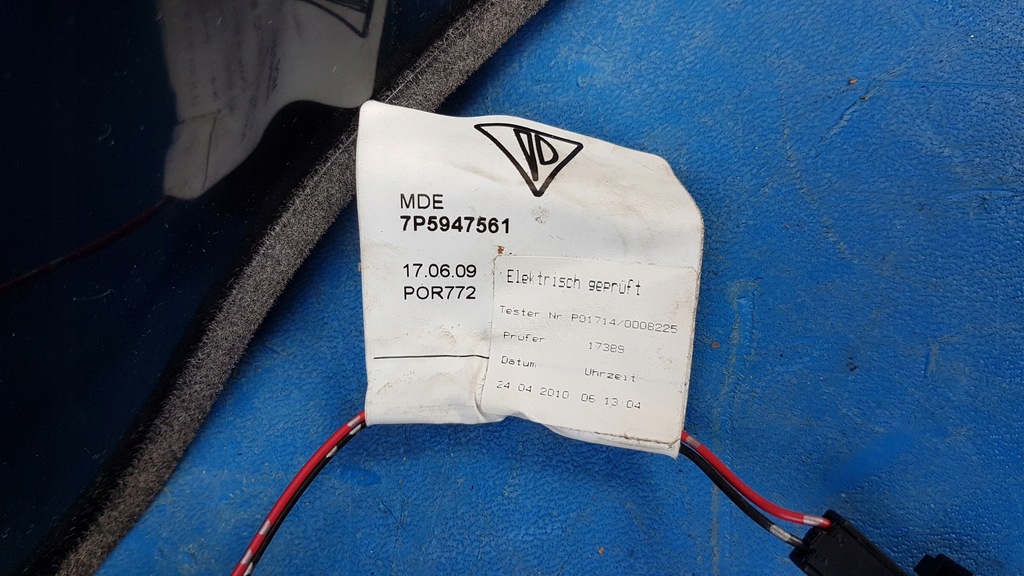 MDE
7P5947561
17.06.09
POR772
Elektrisch geprüft
Tester Nr P01714/0008225
Prüfer 17389
Datum Uhrzeit
24 04 2010 06 13 04